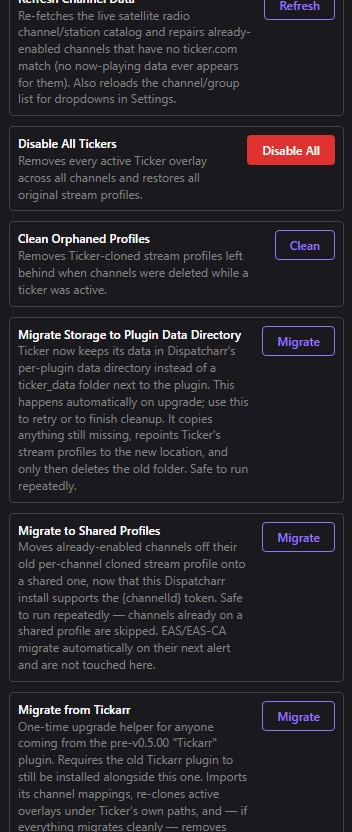 Refresh Channel Data
Refresh
Re-fetches the live satellite radio
channel/station catalog and repairs already-
enabled channels that have no ticker.com
match (no now-playing data ever appears
for them). Also reloads the channel/group
list for dropdowns in Settings.
Disable All Tickers
Disable All
Removes every active Ticker overlay
across all channels and restores all
original stream profiles.
Clean Orphaned Profiles
Clean
Removes Ticker-cloned stream profiles left
behind when channels were deleted while a
ticker was active.
Migrate Storage to Plugin Data Directory
Migrate
Ticker now keeps its data in Dispatcharr's
per-plugin data directory instead of a
ticker_data folder next to the plugin. This
happens automatically on upgrade; use this
to retry or to finish cleanup. It copies
anything still missing, repoints Ticker's
stream profiles to the new location, and
only then deletes the old folder. Safe to run
repeatedly.
Migrate to Shared Profiles
Migrate
Moves already-enabled channels off their
old per-channel cloned stream profile onto
a shared one, now that this Dispatcharr
install supports the {channelId} token. Safe
to run repeatedly — channels already on a
shared profile are skipped. EAS/EAS-CA
migrate automatically on their next alert
and are not touched here.
Migrate from Tickarr
Migrate
One-time upgrade helper for anyone
coming from the pre-v0.5.00 "Tickarr"
plugin. Requires the old Tickarr plugin to
still be installed alongside this one. Imports
its channel mappings, re-clones active
overlays under Ticker's own paths, and — if
everything migrates cleanly — removes